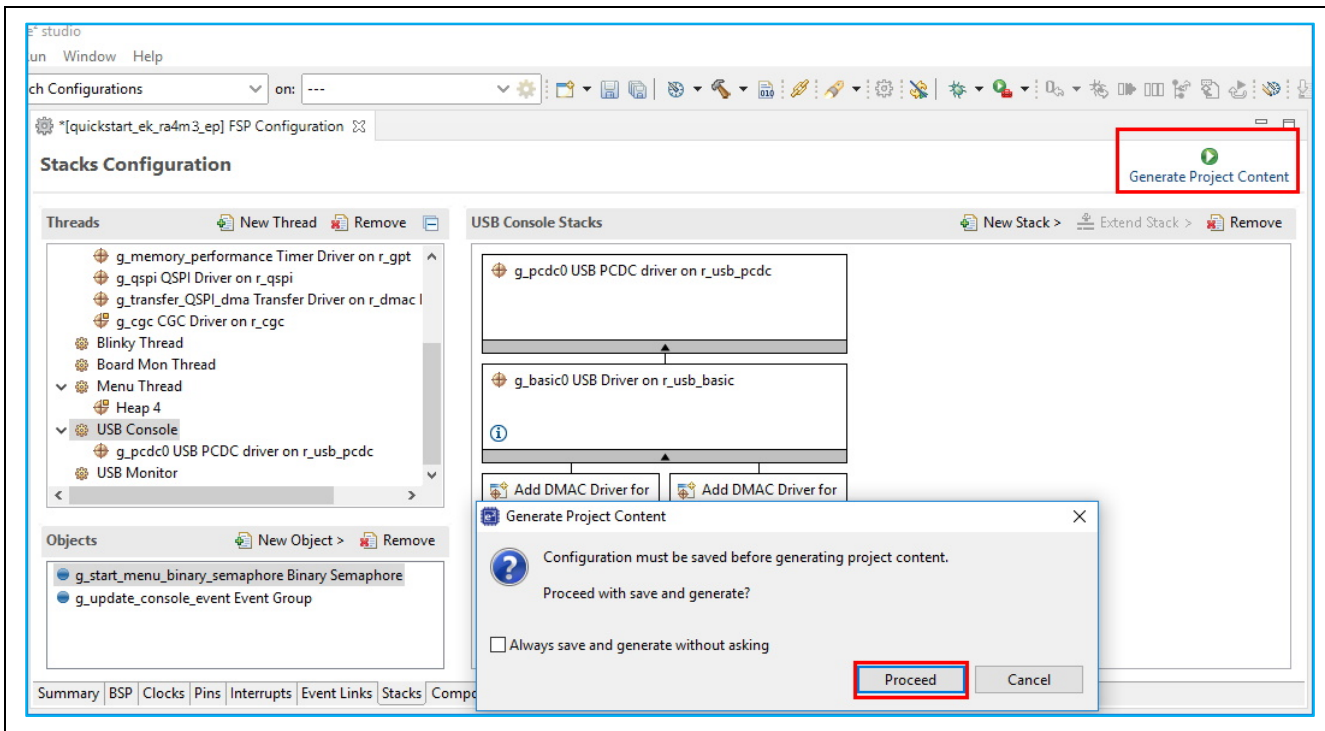 e² studio
Run Window Help
ch Configurations on: ---
*[quickstart_ek_ra4m3_ep] FSP Configuration
Stacks Configuration
Generate Project Content
Threads New Thread Remove
USB Console Stacks New Stack > Extend Stack > Remove
g_memory_performance Timer Driver on r_gpt
g_qspi QSPI Driver on r_qspi
g_transfer_QSPI_dma Transfer Driver on r_dmac
g_cgc CGC Driver on r_cgc
Blinky Thread
Board Mon Thread
Menu Thread
Heap 4
USB Console
g_pcdc0 USB PCDC driver on r_usb_pcdc
USB Monitor
g_pcdc0 USB PCDC driver on r_usb_pcdc
g_basic0 USB Driver on r_usb_basic
Add DMAC Driver for
Add DMAC Driver for
Objects New Object > Remove
g_start_menu_binary_semaphore Binary Semaphore
g_update_console_event Event Group
Generate Project Content
Configuration must be saved before generating project content.
Proceed with save and generate?
Always save and generate without asking
Proceed Cancel
Summary BSP Clocks Pins Interrupts Event Links Stacks Comp